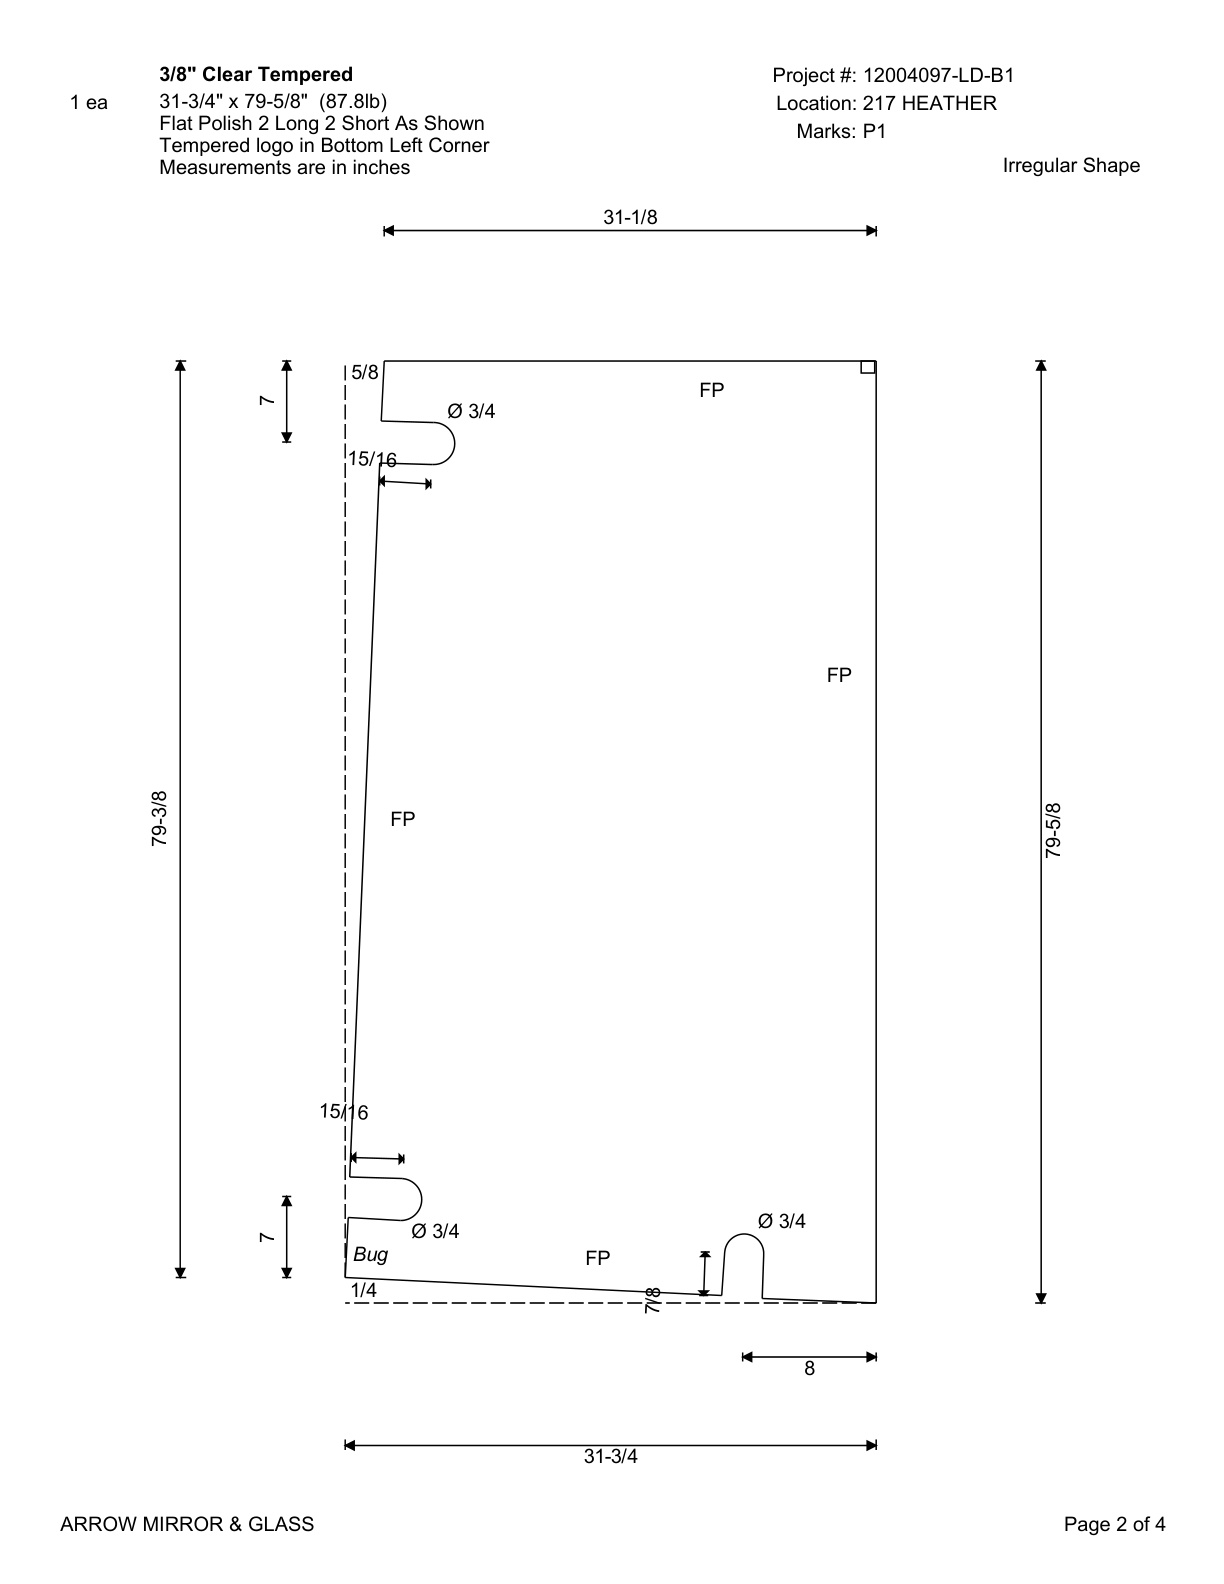 3/8" Clear Tempered
1 ea
31-3/4" x 79-5/8" (87.8lb)
Flat Polish 2 Long 2 Short As Shown
Tempered logo in Bottom Left Corner
Measurements are in inches
Project #: 12004097-LD-B1
Location: 217 HEATHER
Marks: P1
Irregular Shape
31-1/8
5/8
FP
7
Ø 3/4
15/16
FP
79-3/8
FP
79-5/8
15/16
7
Ø 3/4
Ø 3/4
Bug
FP
1/4
7/8
8
31-3/4
ARROW MIRROR & GLASS
Page 2 of 4